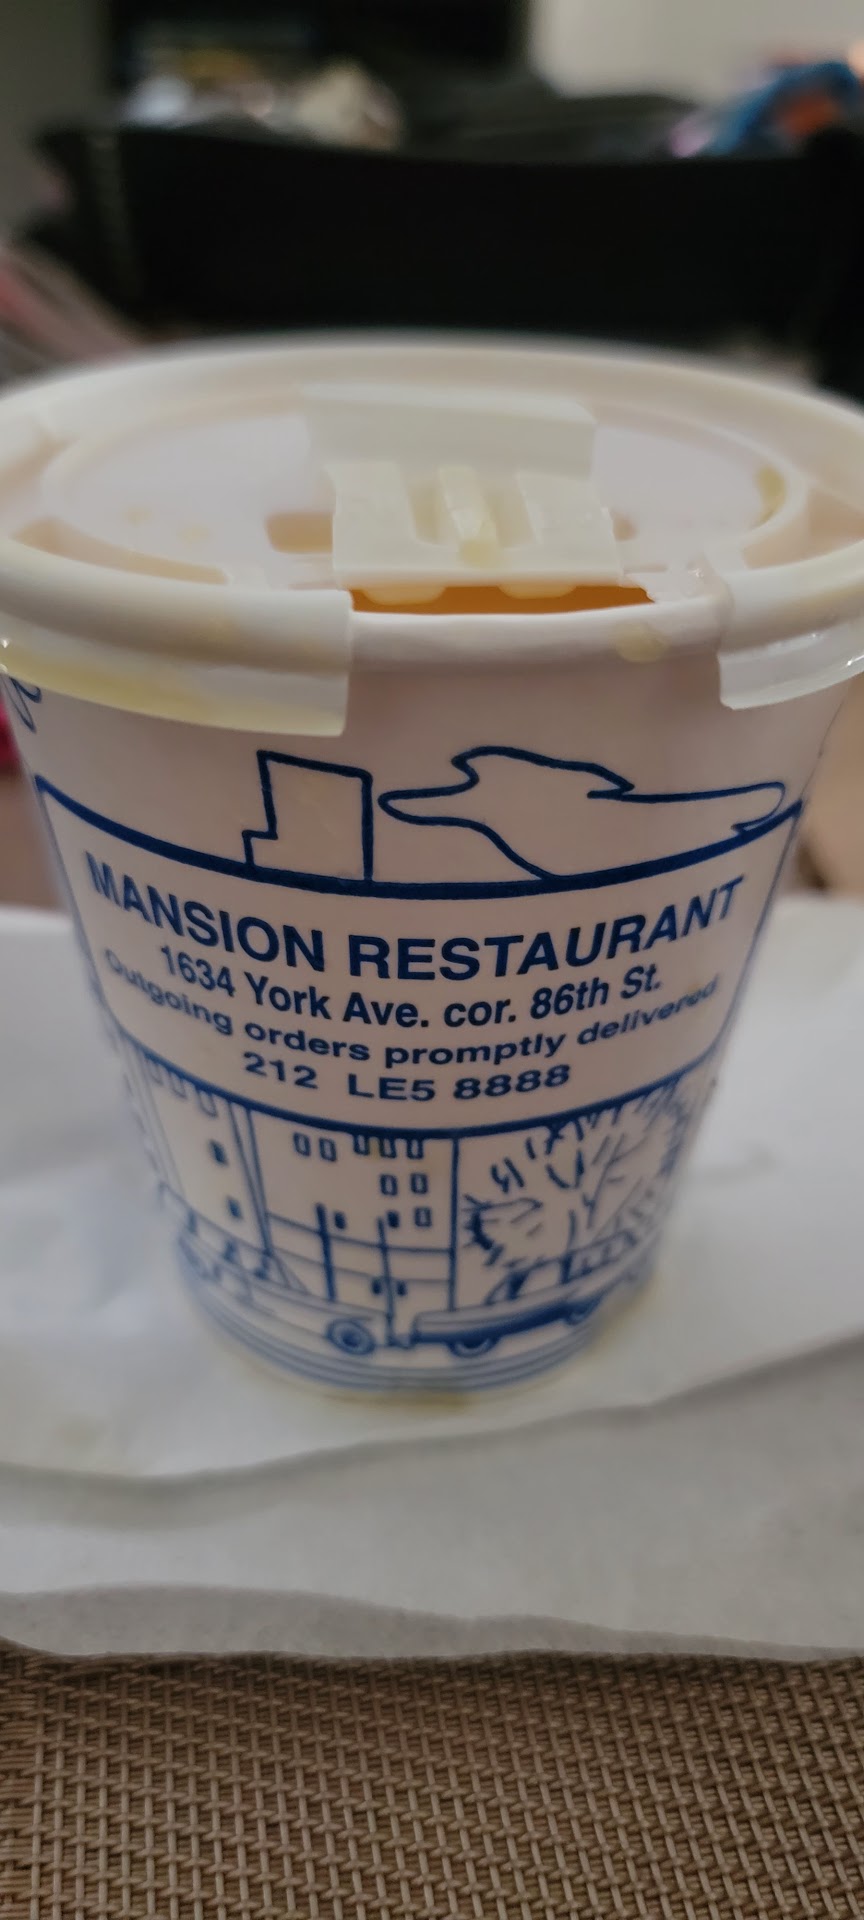 MANSION RESTAURANT
1634 York Ave. cor. 86th St.
Outgoing orders promptly delivered
212 LE5 8888